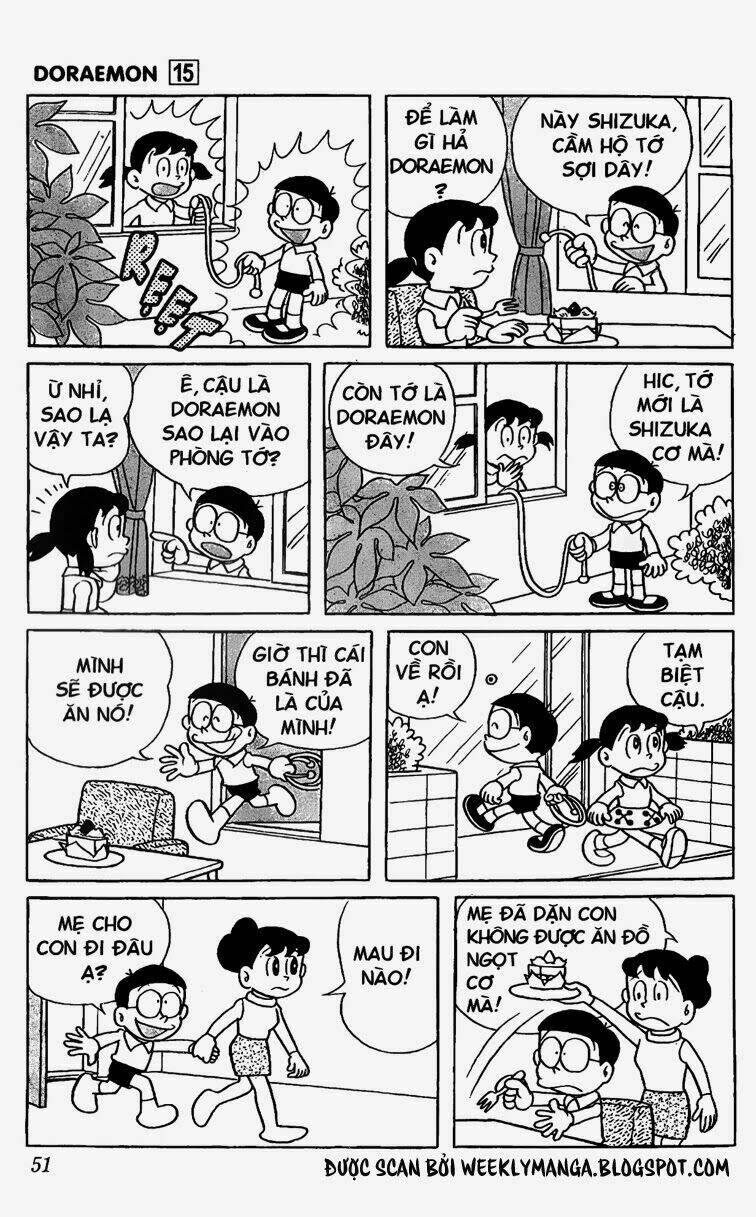 DORAEMON 15
REEET
ĐỂ LÀM
GÌ HẢ
DORAEMON
?
NÀY SHIZUKA,
CẦM HỘ TỚ
SỢI DÂY!
Ừ NHỈ,
SAO LẠ
VẬY TA?
Ê, CẬU LÀ
DORAEMON
SAO LẠI VÀO
PHÒNG TỚ?
CÒN TỚ LÀ
DORAEMON
ĐÂY!
HIC, TỚ
MỚI LÀ
SHIZUKA
CƠ MÀ!
MÌNH
SẼ ĐƯỢC
ĂN NÓ!
GIỜ THÌ CÁI
BÁNH ĐÃ
LÀ CỦA
MÌNH!
CON
VỀ RỒI
Ạ!
TẠM
BIỆT
CẬU.
MẸ CHO
CON ĐI ĐÂU
Ạ?
MAU ĐI
NÀO!
MẸ ĐÃ DẶN CON
KHÔNG ĐƯỢC ĂN ĐỒ
NGỌT
CƠ
MÀ!
51
ĐƯỢC SCAN BỞI WEEKLYMANGA.BLOGSPOT.COM